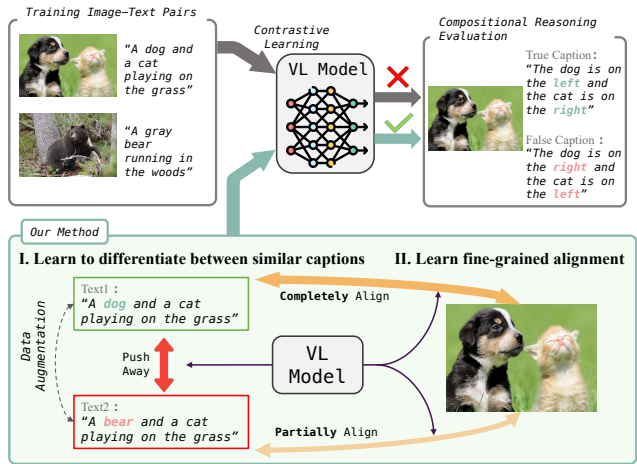 Training Image-Text Pairs
“A dog and
a cat
playing on
the grass”
“A gray
bear
running in
the woods”
Contrastive
Learning
VL Model
Compositional Reasoning
Evaluation
True Caption:
“The dog is on
the left and
the cat is on
the right”
False Caption:
“The dog is on
the right and
the cat is on
the left”
Our Method
I. Learn to differentiate between similar captions
II. Learn fine-grained alignment
Text1:
“A dog and a cat
playing on the grass”
Completely Align
Data
Augmentation
Push
Away
VL
Model
Text2:
“A bear and a cat
playing on the grass”
Partially Align